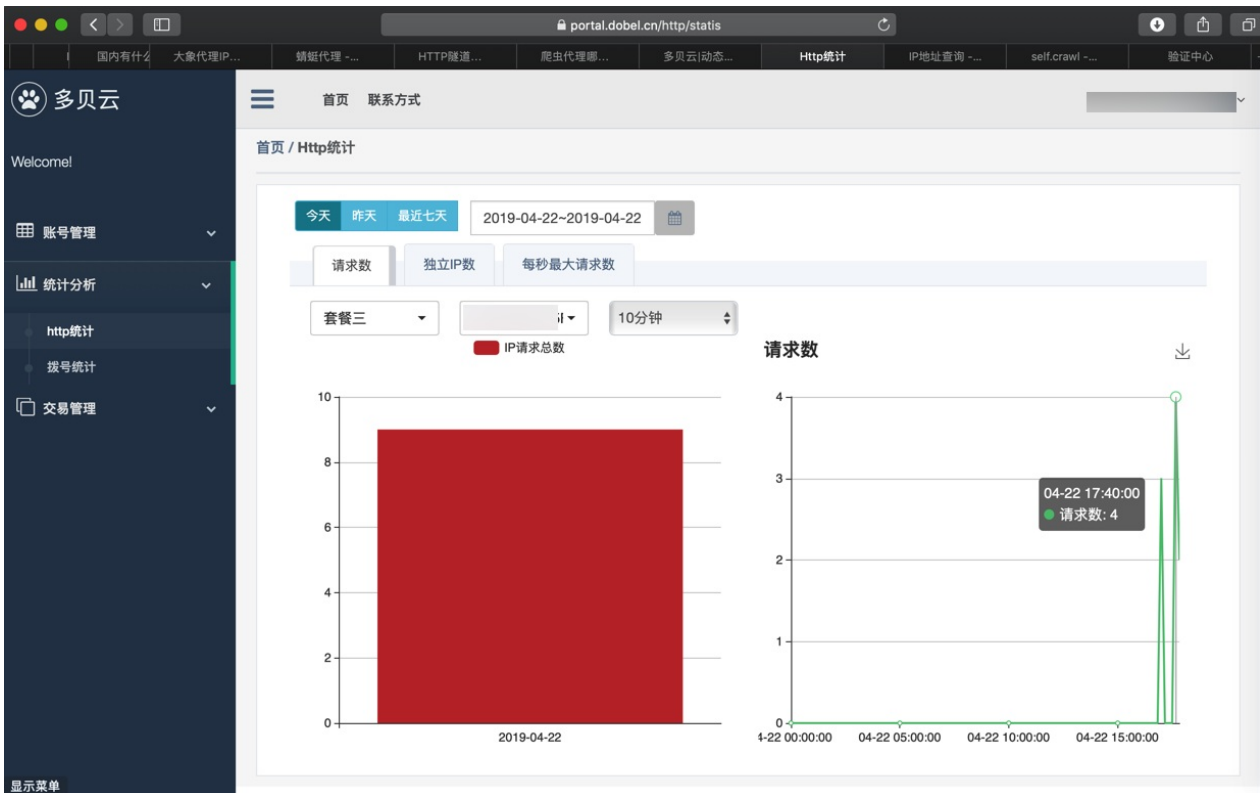 portal.dobel.cn/http/statis
国内有什么
大象代理IP...
蜻蜓代理 -...
HTTP隧道...
爬虫代理哪...
多贝云|动态...
Http统计
IP地址查询 -...
self.crawl -...
验证中心
多贝云
首页 联系方式
Welcome!
首页 / Http统计
账号管理
统计分析
http统计
拨号统计
交易管理
显示菜单
今天 昨天 最近七天 2019-04-22~2019-04-22
请求数 独立IP数 每秒最大请求数
套餐三
10分钟
IP请求总数
10
8
6
4
2
0
2019-04-22
请求数
4
3
2
1
0
04-22 17:40:00
请求数: 4
4-22 00:00:00 04-22 05:00:00 04-22 10:00:00 04-22 15:00:00